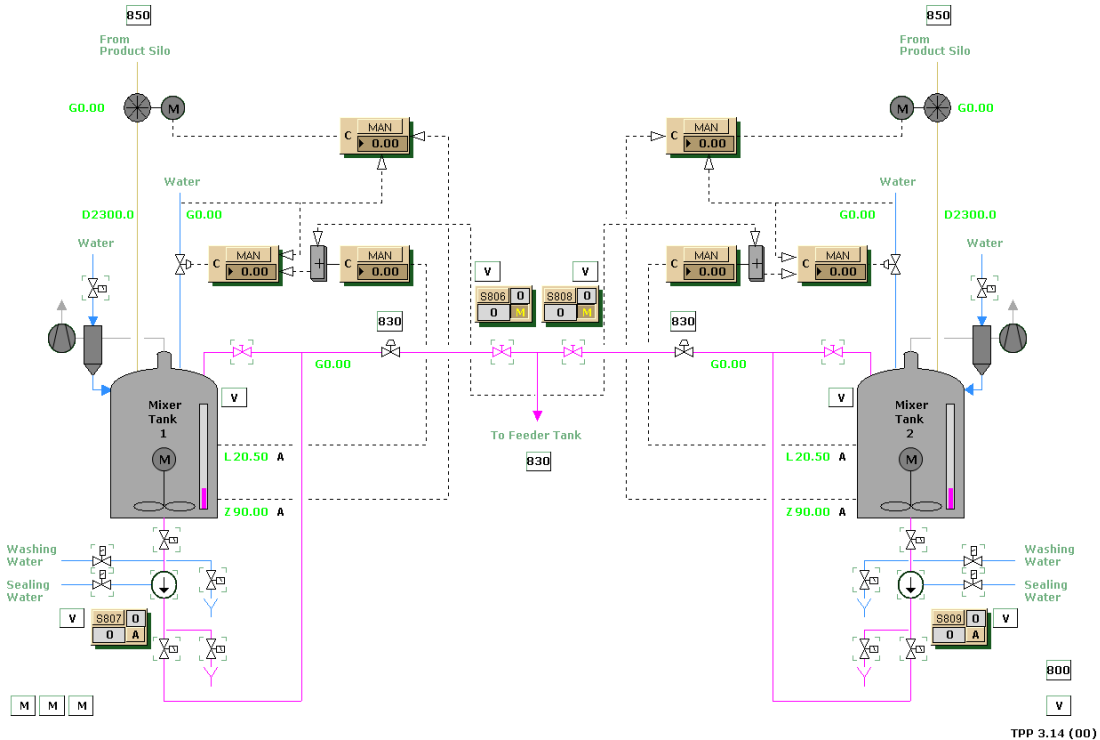 850
850
From
Product Silo
From
Product Silo
G0.00
M
C
MAN
0.00
C
MAN
0.00
M
G0.00
Water
Water
D2300.0
G0.00
G0.00
D2300.0
Water
C
MAN
0.00
+
C
MAN
0.00
V
V
C
MAN
0.00
+
C
MAN
0.00
Water
S806
0
0
M
S808
0
0
M
830
830
G0.00
G0.00
V
V
Mixer
Tank
1
M
Mixer
Tank
2
M
To Feeder Tank
830
L20.50 A
L20.50 A
Z90.00 A
Z90.00 A
Washing
Water
Washing
Water
Sealing
Water
Sealing
Water
V
S807
0
0
A
S809
0
0
A
V
800
M
M
M
V
TPP 3.14 (00)